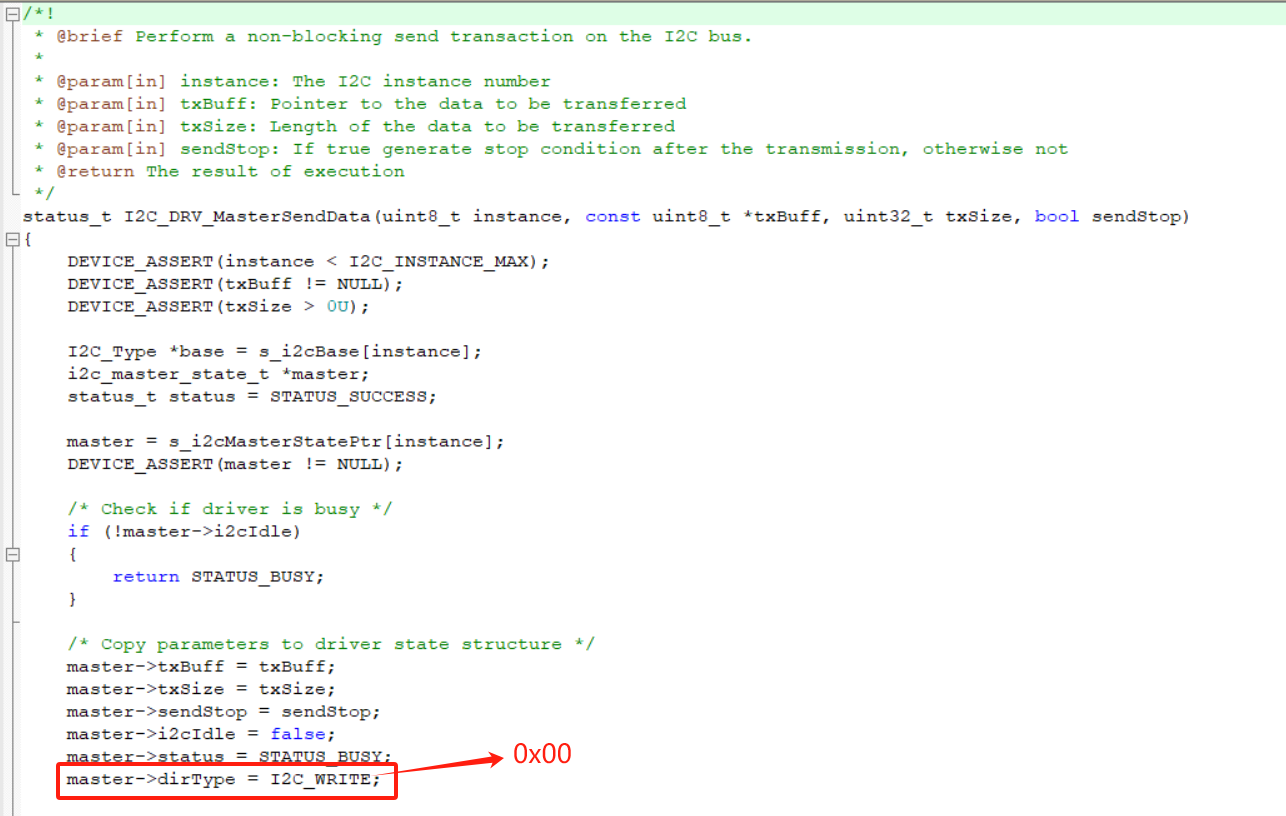 /*!
 * @brief Perform a non-blocking send transaction on the I2C bus.
 *
 * @param[in] instance: The I2C instance number
 * @param[in] txBuff: Pointer to the data to be transferred
 * @param[in] txSize: Length of the data to be transferred
 * @param[in] sendStop: If true generate stop condition after the transmission, otherwise not
 * @return The result of execution
 */
status_t I2C_DRV_MasterSendData(uint8_t instance, const uint8_t *txBuff, uint32_t txSize, bool sendStop)
{
    DEVICE_ASSERT(instance < I2C_INSTANCE_MAX);
    DEVICE_ASSERT(txBuff != NULL);
    DEVICE_ASSERT(txSize > 0U);

    I2C_Type *base = s_i2cBase[instance];
    i2c_master_state_t *master;
    status_t status = STATUS_SUCCESS;

    master = s_i2cMasterStatePtr[instance];
    DEVICE_ASSERT(master != NULL);

    /* Check if driver is busy */
    if (!master->i2cIdle)
    {
        return STATUS_BUSY;
    }

    /* Copy parameters to driver state structure */
    master->txBuff = txBuff;
    master->txSize = txSize;
    master->sendStop = sendStop;
    master->i2cIdle = false;
    master->status = STATUS_BUSY;
    master->dirType = I2C_WRITE;
0x00